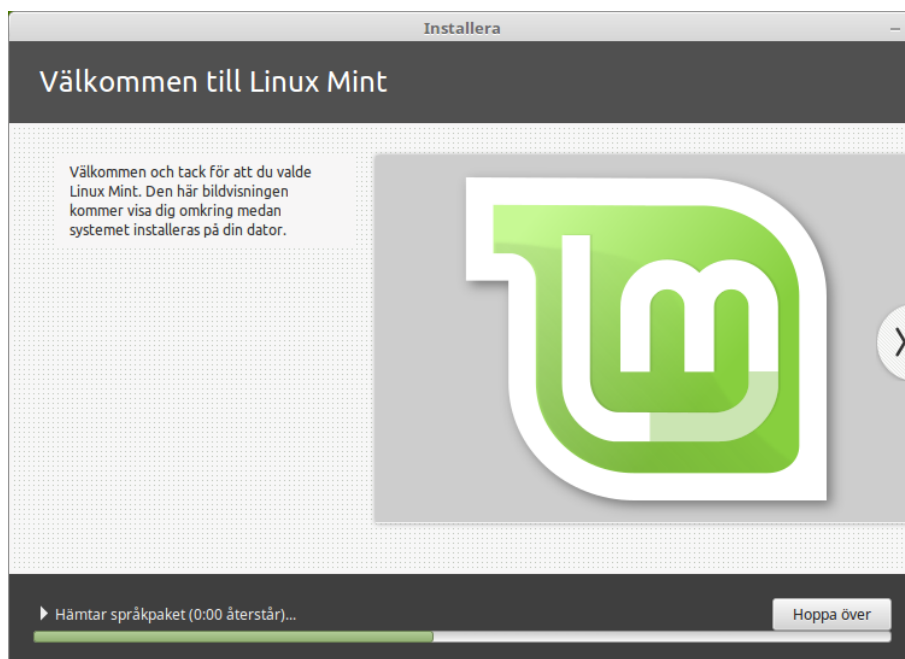 Installera
Välkommen till Linux Mint
Välkommen och tack för att du valde
Linux Mint. Den här bildvisningen
kommer visa dig omkring medan
systemet installeras på din dator.
lm
Hämtar språkpaket (0:00 återstår)...
Hoppa över